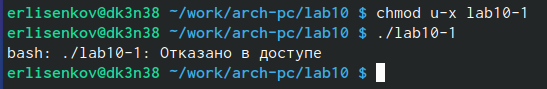 erlisenkov@dk3n38 ~/work/arch-pc/lab10 $ chmod u-x lab10-1
erlisenkov@dk3n38 ~/work/arch-pc/lab10 $ ./lab10-1
bash: ./lab10-1: Отказано в доступе
erlisenkov@dk3n38 ~/work/arch-pc/lab10 $